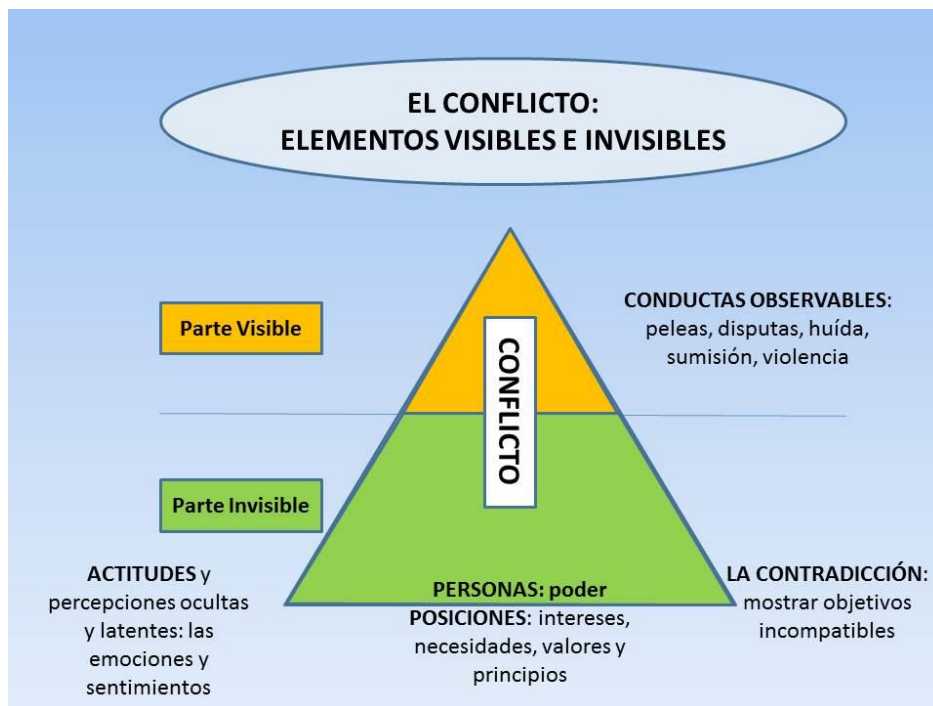 EL CONFLICTO:
ELEMENTOS VISIBLES E INVISIBLES
Parte Visible
CONFLICTO
CONDUCTAS OBSERVABLES:
peleas, disputas, huída,
sumisión, violencia
Parte Invisible
ACTITUDES y
percepciones ocultas
y latentes: las
emociones y
sentimientos
PERSONAS: poder
POSICIONES: intereses,
necesidades, valores y
principios
LA CONTRADICCIÓN:
mostrar objetivos
incompatibles